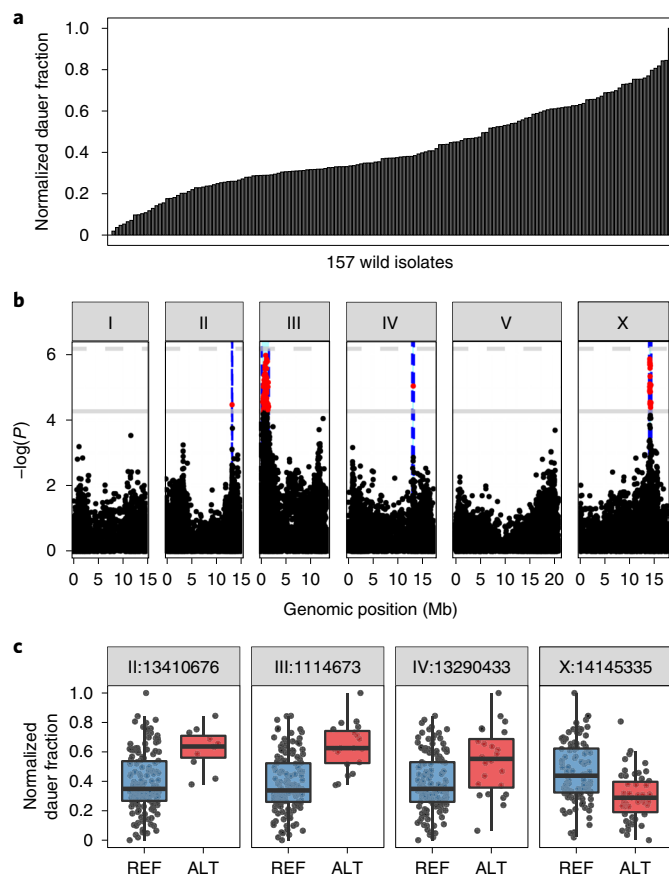 a
1.0
0.8
0.6
0.4
0.2
0
Normalized dauer fraction
157 wild isolates
b
I II III IV V X
6
4
2
0
–log(P)
0 5 10 15 0 5 10 15 0 5 10 0 5 10 15 0 5 10 15 20 0 5 10 15
Genomic position (Mb)
c
II:13410676 III:1114673 IV:13290433 X:14145335
1.0
0.8
0.6
0.4
0.2
0
Normalized
dauer fraction
REF ALT REF ALT REF ALT REF ALT